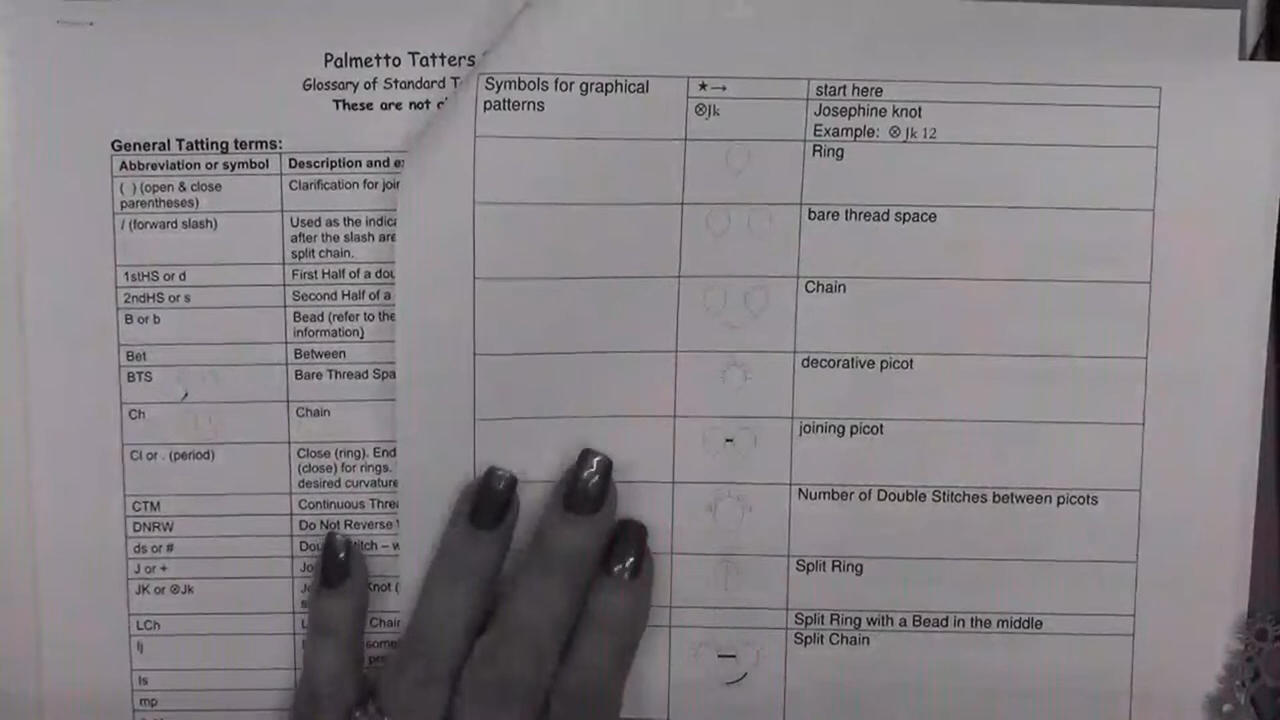 Palmetto Tatters
Glossary of Standard
These are not
General Tatting terms:
Abbreviation or symbol
Description and
( ) (open & close
parentheses)
Clarification for
/ (forward slash)
Used as the
after the slash are
split chain.
1stHS or d
First Half of a
2ndHS or s
Second Half of a
B or b
Bead (refer to the
information)
Bet
Between
BTS
Bare Thread
Ch
Chain
Cl or . (period)
Close (ring). End
(close) for rings.
desired curvature
CTM
Continuous
DNRW
Do Not Reverse
ds or #
J or +
JK or ⊗Jk
Knot (
LCh
Chain
lj
some
ls
mp
Symbols for graphical
patterns
★→
start here
⊗Jk
Josephine knot
Example: ⊗ Jk 12
Ring
bare thread space
Chain
decorative picot
joining picot
Number of Double Stitches between picots
Split Ring
Split Ring with a Bead in the middle
Split Chain